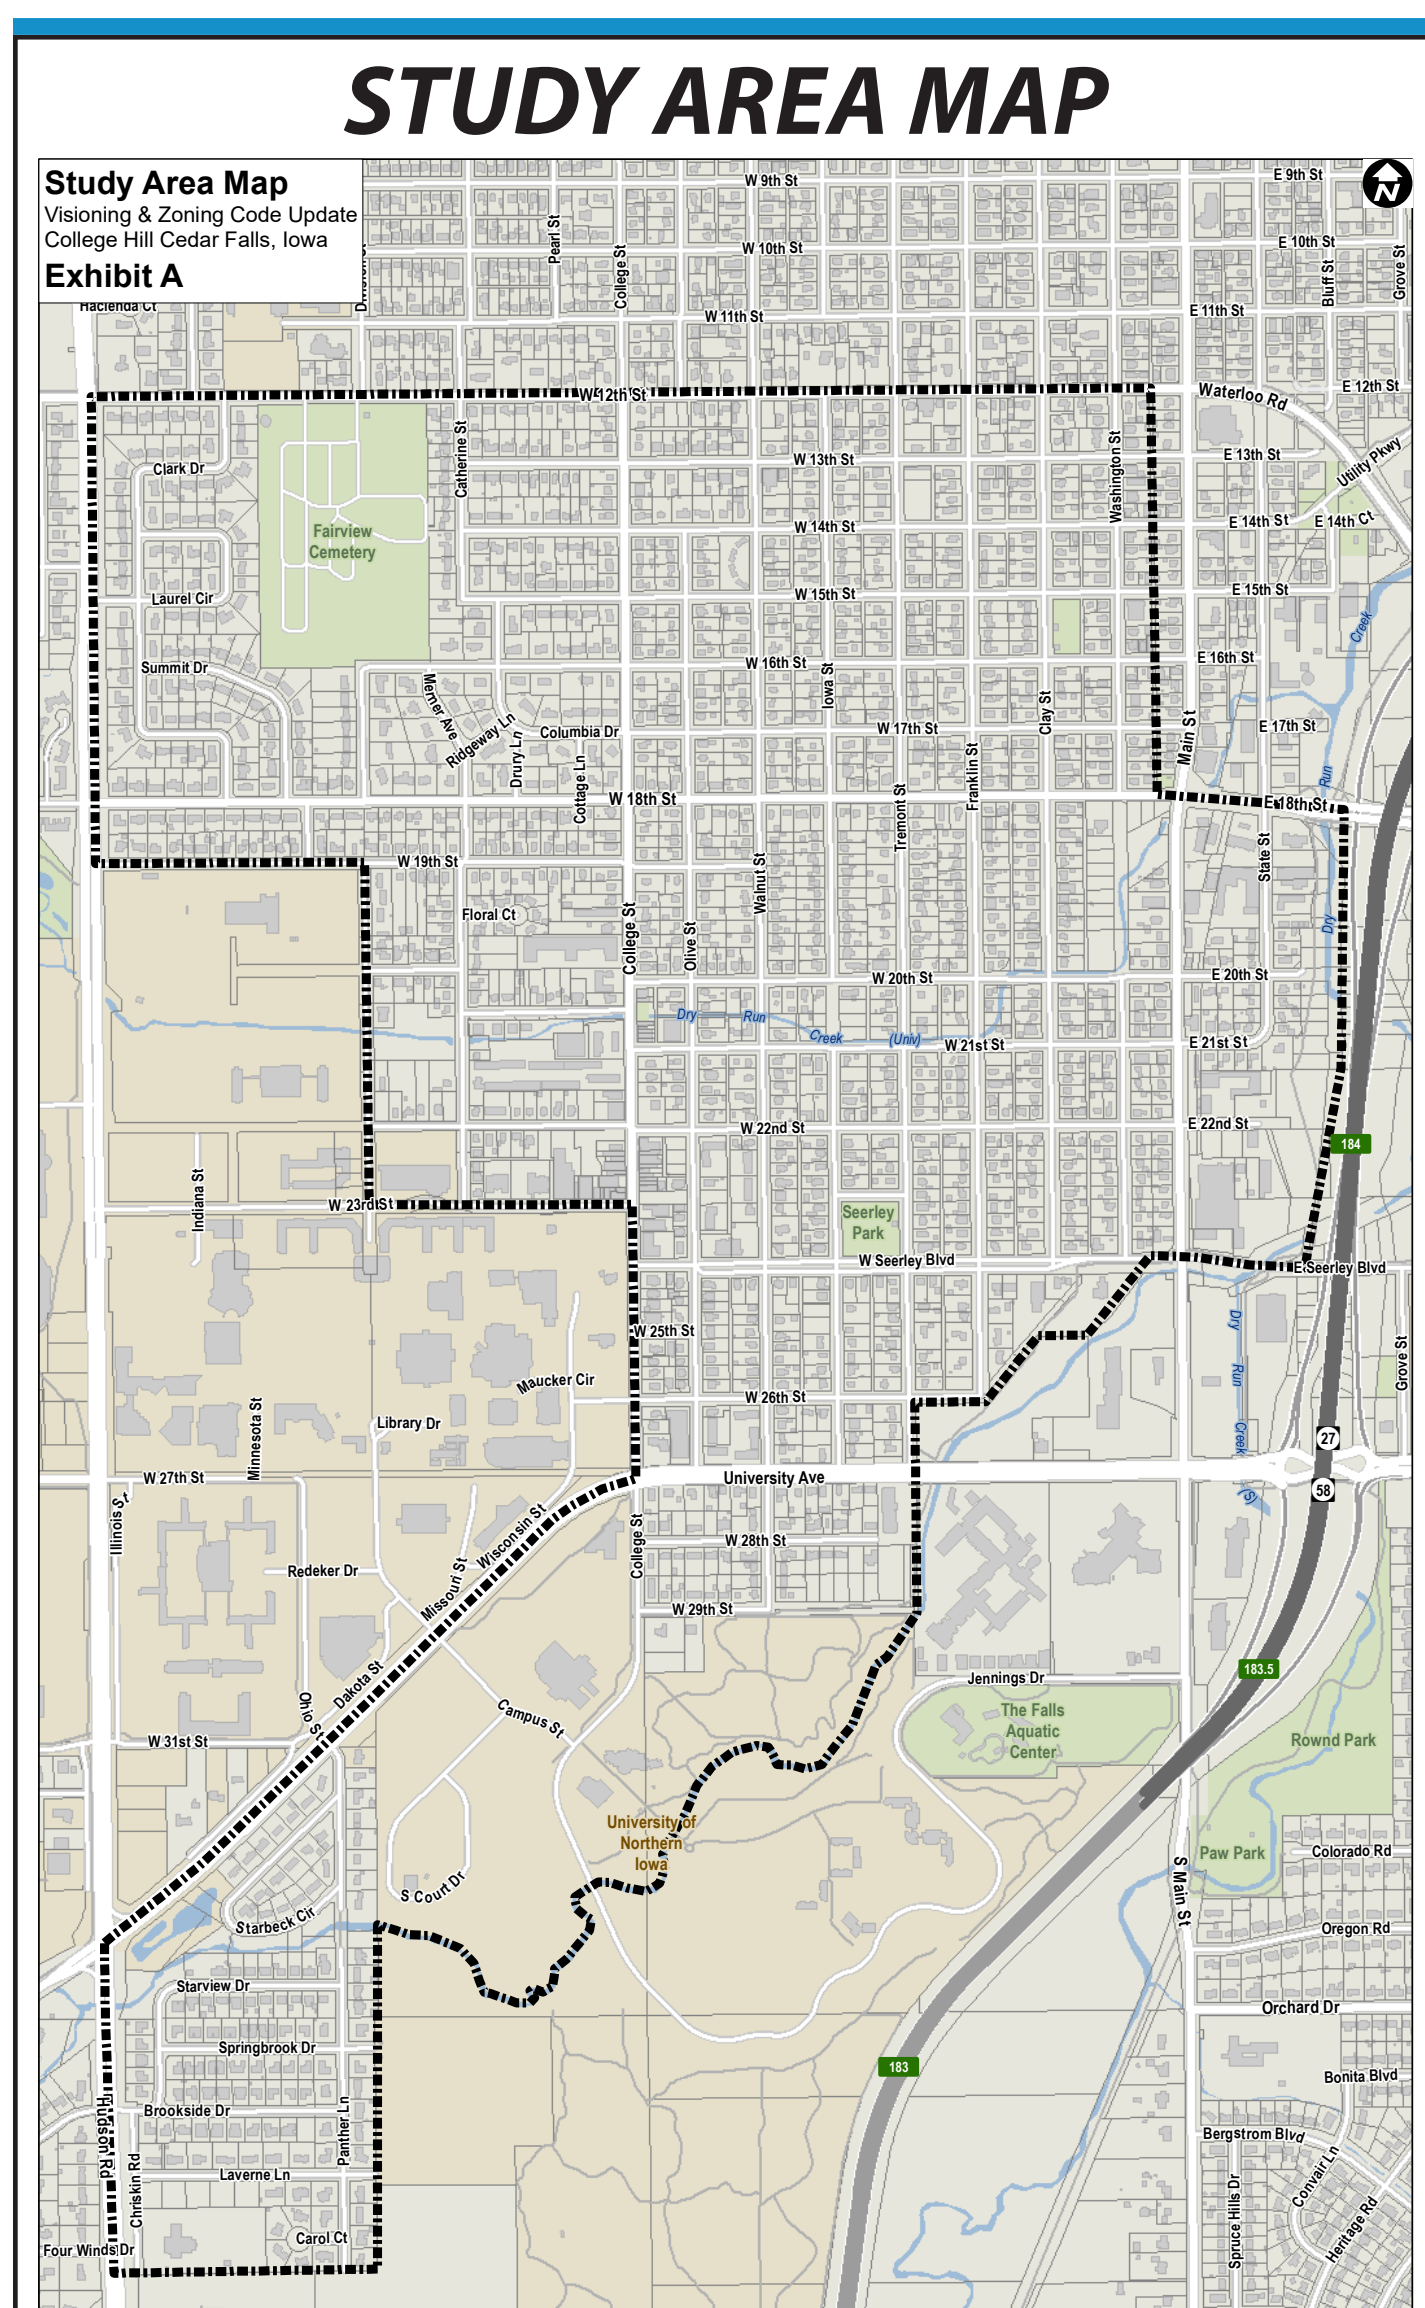 STUDY AREA MAP
Study Area Map
Visioning & Zoning Code Update
College Hill Cedar Falls, Iowa
Exhibit A
N
W 9th St
E 9th St
Pearl St
College St
W 10th St
E 10th St
Bluff St
Grove St
Hacienda Ct
W 11th St
E 11th St
W 12th St
Waterloo Rd
E 12th St
Clark Dr
Catherine St
W 13th St
Washington St
E 13th St
Utility Pkwy
Fairview
Cemetery
W 14th St
E 14th St
E 14th Ct
Laurel Cir
W 15th St
E 15th St
Creek
Summit Dr
W 16th St
E 16th St
Merner Ave
Ridgeway Ln
Drury Ln
Columbia Dr
Cottage Ln
Iowa St
W 17th St
Clay St
Main St
E 17th St
Run
W 18th St
Tremont St
Franklin St
E 18th St
W 19th St
Walnut St
State St
Floral Ct
College St
Olive St
Dry
W 20th St
E 20th St
Dry
Run
Creek
(Univ)
W 21st St
E 21st St
W 22nd St
E 22nd St
184
Indiana St
W 23rd St
Seerley
Park
W Seerley Blvd
E Seerley Blvd
W 25th St
Dry
Run
Creek
(S)
Grove St
Maucker Cir
W 26th St
Minnesota St
Library Dr
27
58
W 27th St
University Ave
Illinois St
Wisconsin St
College St
W 28th St
Redeker Dr
Missouri St
W 29th St
Dakota St
Ohio St
Jennings Dr
183.5
Campus St
The Falls
Aquatic
Center
Rownd Park
W 31st St
University of
Northern
Iowa
Paw Park
Colorado Rd
S Court Dr
S Main St
Starbeck Cir
Oregon Rd
Starview Dr
Orchard Dr
Springbrook Dr
183
Bonita Blvd
Hudson Rd
Brookside Dr
Panther Ln
Bergstrom Blvd
Chriskin Rd
Laverne Ln
Convair Ln
Spruce Hills Dr
Heritage Rd
Carol Ct
Four Winds Dr